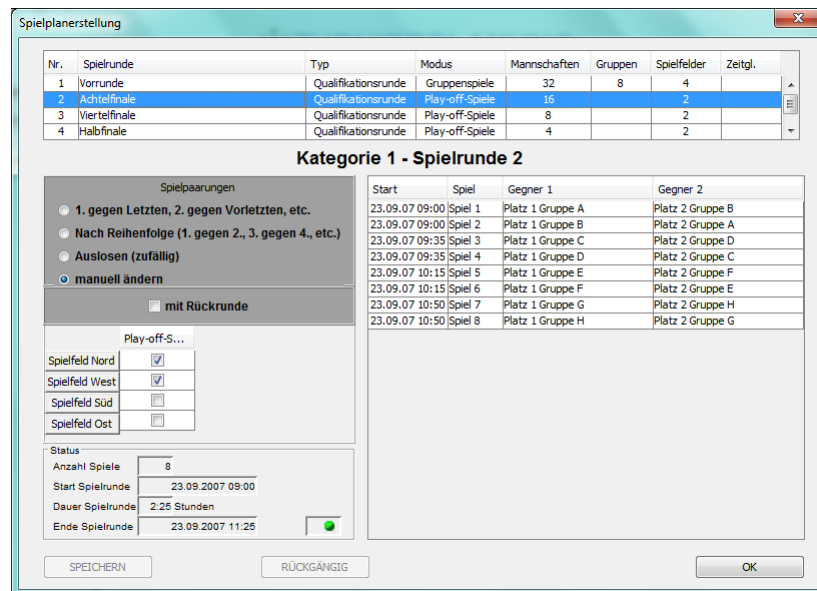 Spielplanerstellung
Nr. Spielrunde Typ Modus Mannschaften Gruppen Spielfelder Zeitgl.
1 Vorrunde Qualifikationsrunde Gruppenspiele 32 8 4
2 Achtelfinale Qualifikationsrunde Play-off-Spiele 16 2
3 Viertelfinale Qualifikationsrunde Play-off-Spiele 8 2
4 Halbfinale Qualifikationsrunde Play-off-Spiele 4 2
Kategorie 1 - Spielrunde 2
Spielpaarungen
1. gegen Letzten, 2. gegen Vorletzten, etc.
Nach Reihenfolge (1. gegen 2., 3. gegen 4., etc.)
Auslosen (zufällig)
manuell ändern
mit Rückrunde
Play-off-S...
Spielfeld Nord
Spielfeld West
Spielfeld Süd
Spielfeld Ost
Status
Anzahl Spiele 8
Start Spielrunde 23.09.2007 09:00
Dauer Spielrunde 2:25 Stunden
Ende Spielrunde 23.09.2007 11:25
Start Spiel Gegner 1 Gegner 2
23.09.07 09:00 Spiel 1 Platz 1 Gruppe A Platz 2 Gruppe B
23.09.07 09:00 Spiel 2 Platz 1 Gruppe B Platz 2 Gruppe A
23.09.07 09:35 Spiel 3 Platz 1 Gruppe C Platz 2 Gruppe D
23.09.07 09:35 Spiel 4 Platz 1 Gruppe D Platz 2 Gruppe C
23.09.07 10:15 Spiel 5 Platz 1 Gruppe E Platz 2 Gruppe F
23.09.07 10:15 Spiel 6 Platz 1 Gruppe F Platz 2 Gruppe E
23.09.07 10:50 Spiel 7 Platz 1 Gruppe G Platz 2 Gruppe H
23.09.07 10:50 Spiel 8 Platz 1 Gruppe H Platz 2 Gruppe G
SPEICHERN RÜCKGÄNGIG OK